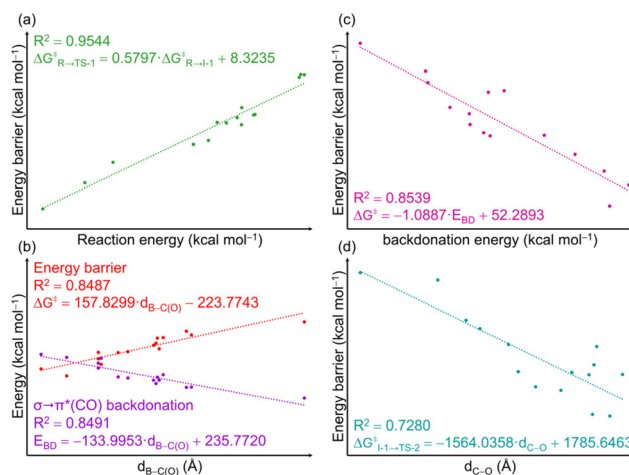 (a)
R² = 0.9544
ΔG‡R→TS-1 = 0.5797·ΔG‡R→I-1 + 8.3235
Energy barrier (kcal mol⁻¹)
Reaction energy (kcal mol⁻¹)
(c)
R² = 0.8539
ΔG‡ = −1.0887·EBD + 52.2893
Energy barrier (kcal mol⁻¹)
backdonation energy (kcal mol⁻¹)
(b)
Energy barrier
R² = 0.8487
ΔG‡ = 157.8299·dB–C(O) − 223.7743
σ→π*(CO) backdonation
R² = 0.8491
EBD = −133.9953·dB–C(O) + 235.7720
Energy (kcal mol⁻¹)
dB–C(O) (Å)
(d)
R² = 0.7280
ΔG‡I-1→TS-2 = −1564.0358·dC–O + 1785.6463
Energy barrier (kcal mol⁻¹)
dC–O (Å)